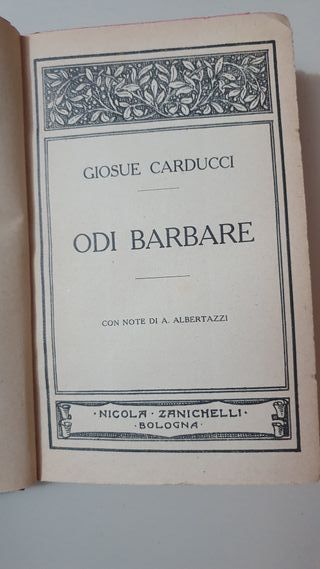 GIOSUE CARDUCCI
ODI BARBARE
CON NOTE DI A. ALBERTAZZI
· NICOLA · ZANICHELLI ·
· BOLOGNA ·